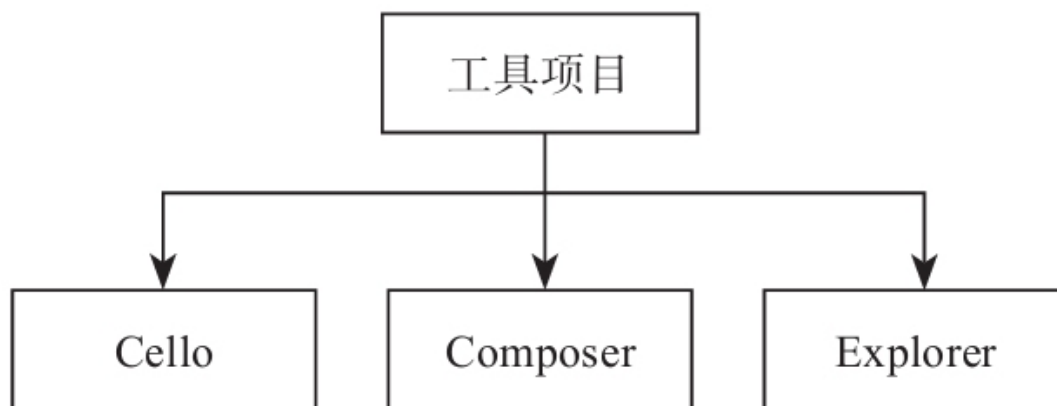 工具项目
Cello
Composer
Explorer